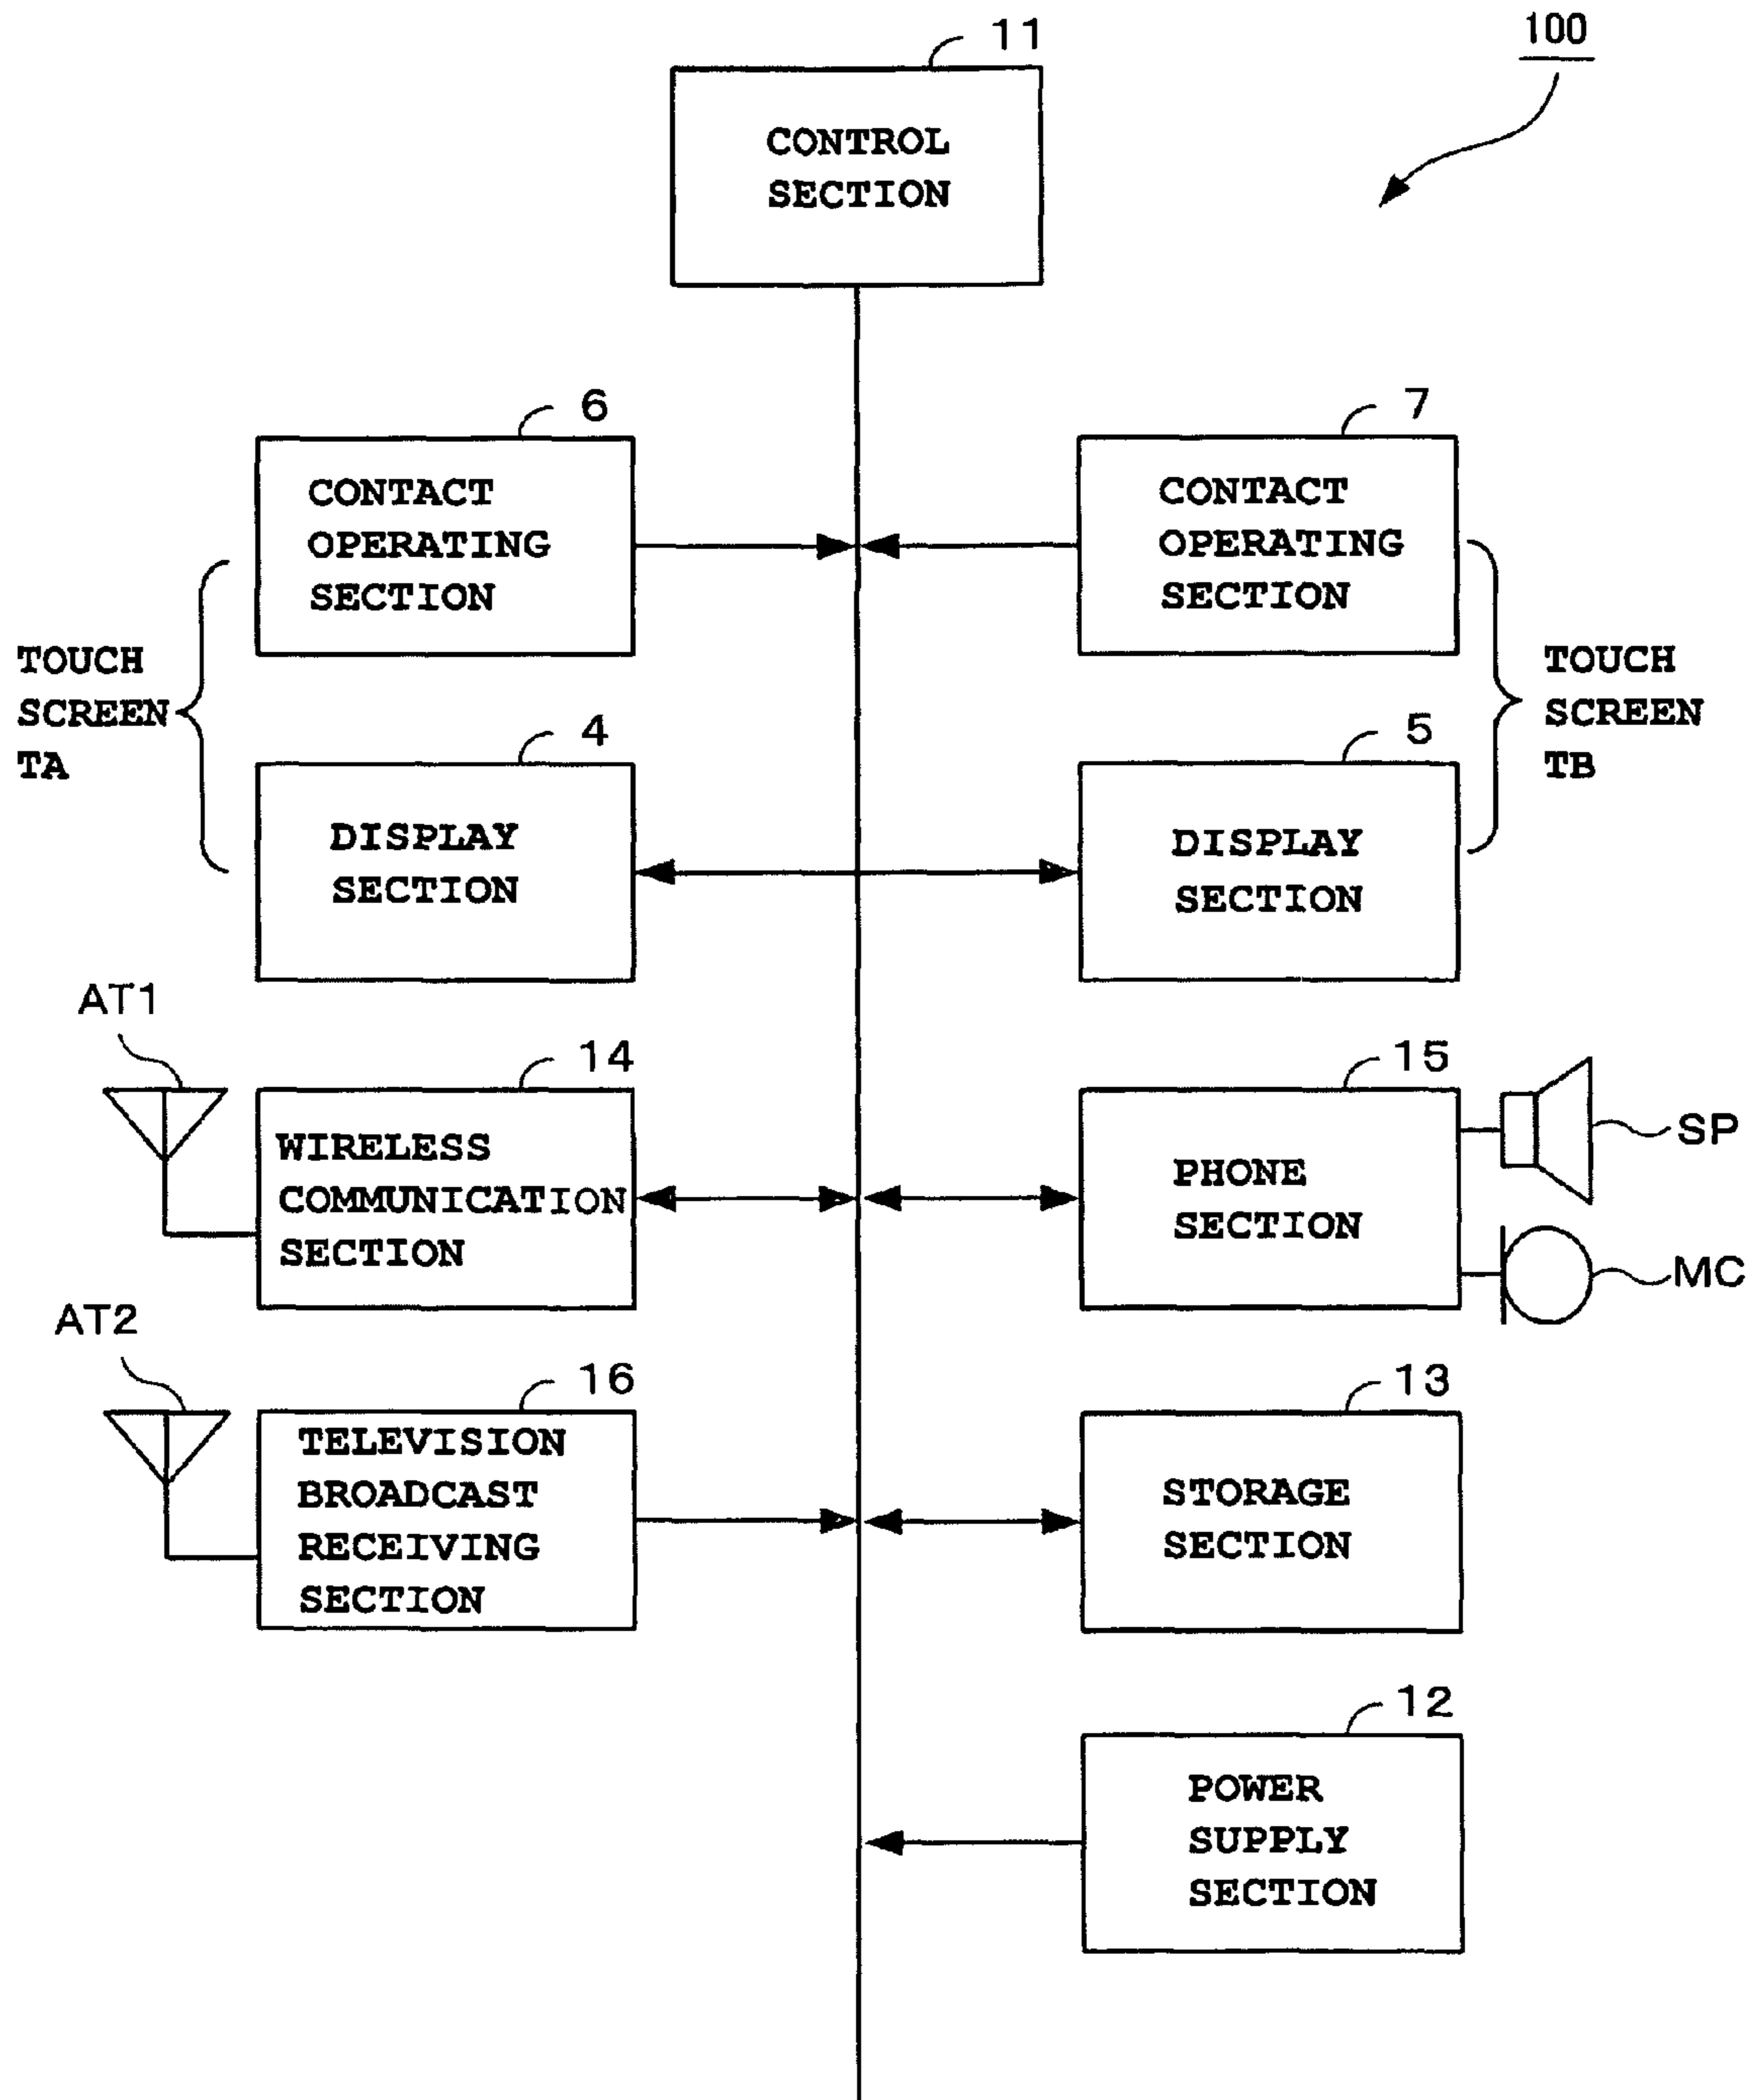 100
11
CONTROL
SECTION
6
CONTACT
OPERATING
SECTION
7
CONTACT
OPERATING
SECTION
TOUCH
SCREEN
TA
TOUCH
SCREEN
TB
4
DISPLAY
SECTION
5
DISPLAY
SECTION
AT1
14
WIRELESS
COMMUNICATION
SECTION
15
PHONE
SECTION
SP
MC
AT2
16
TELEVISION
BROADCAST
RECEIVING
SECTION
13
STORAGE
SECTION
12
POWER
SUPPLY
SECTION